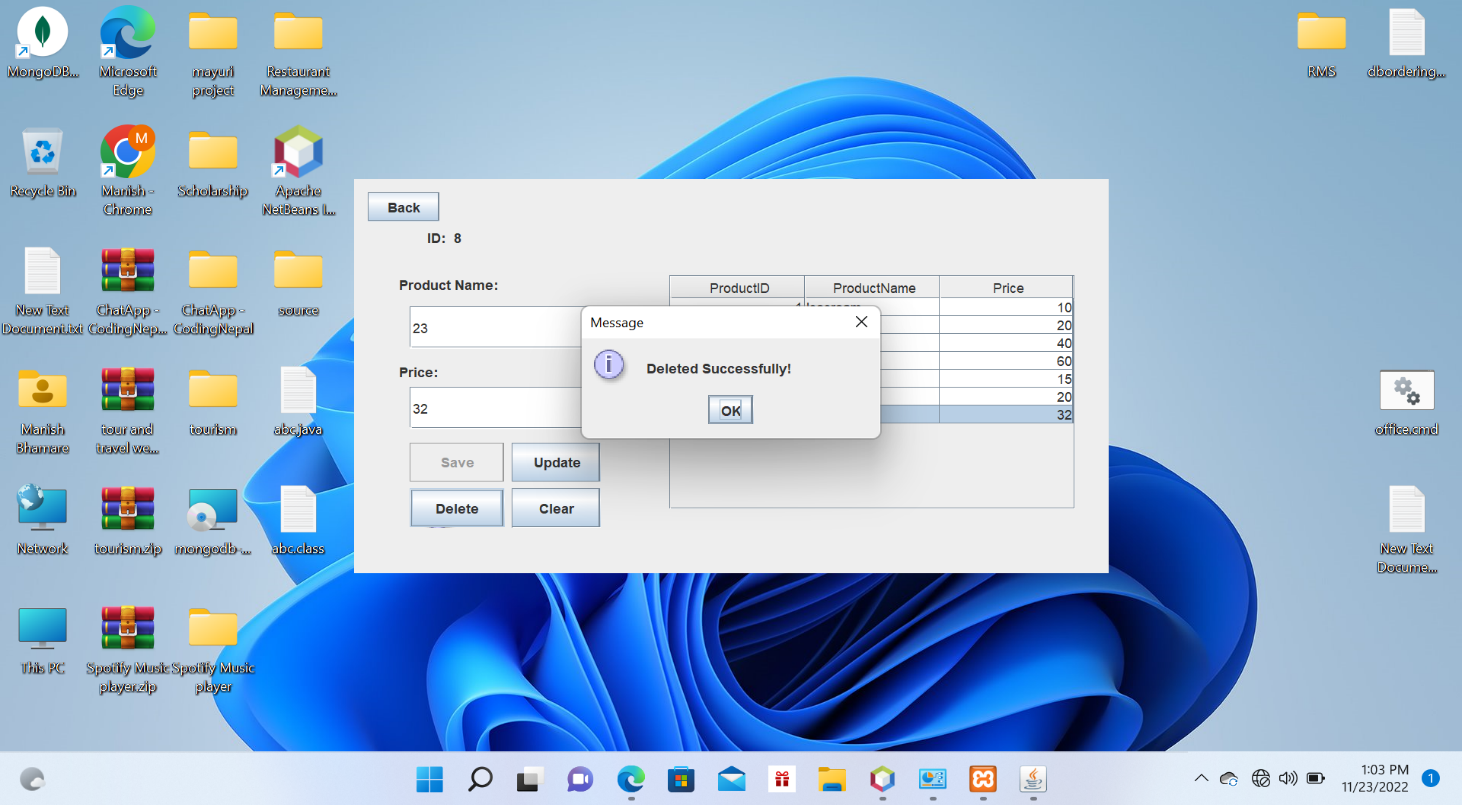 MongoDB...
Microsoft
Edge
mayuri
project
Restaurant
Manageme...
RMS
dbordering...
Recycle Bin
M
Manish -
Chrome
Scholarship
Apache
NetBeans I...
New Text
Document.txt
ChatApp -
CodingNep...
ChatApp -
CodingNepal
source
Manish
Bhamare
tour and
travel we...
tourism
abc.java
Network
tourism.zip
mongodb-...
abc.class
This PC
Spotlify Music
player.zip
Spotlify Music
player
office.cmd
New Text
Docume...
Back
ID: 8
Product Name:
23
Price:
32
Save
Update
Delete
Clear
ProductID
ProductName
Price
10
20
40
60
15
20
32
Message
Deleted Successfully!
OK
1:03 PM
11/23/2022
1